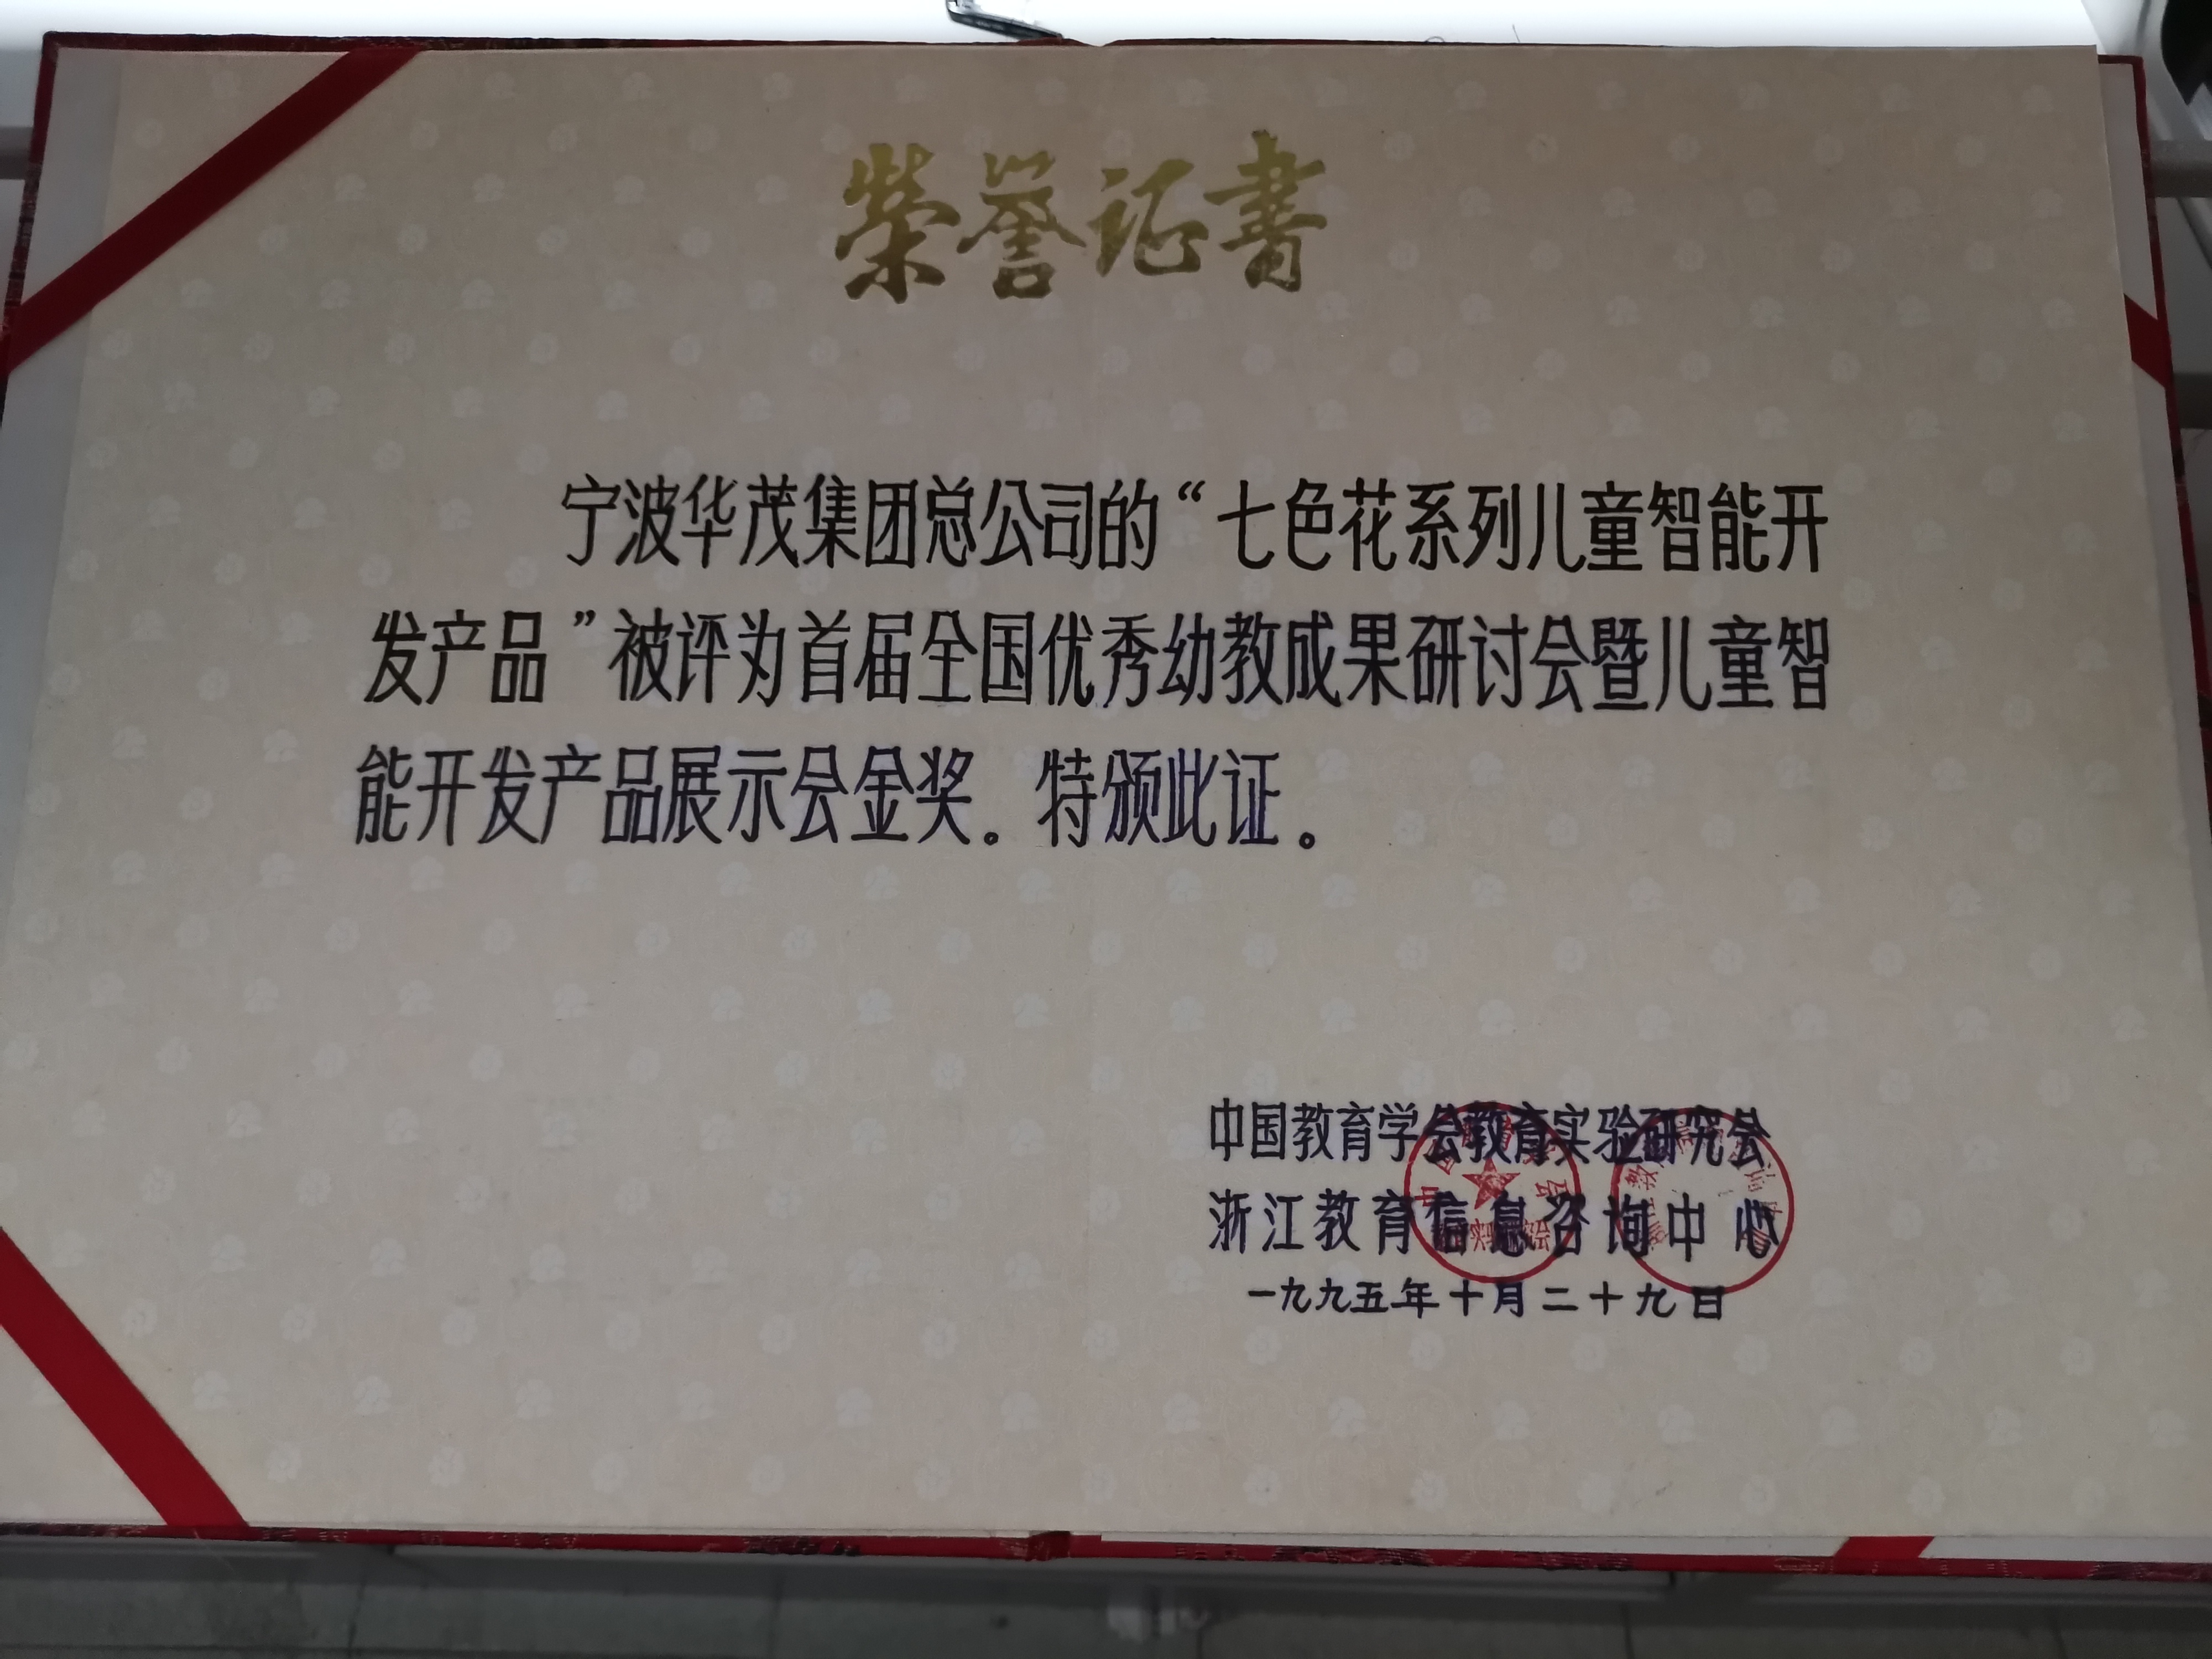 荣誉证書
宁波华茂集团总公司的“七色花系列儿童智能开
发产品”被评为首届全国优秀幼教成果研讨会暨儿童智
能开发产品展示会金奖。特颁此证。
中国教育学会教育实验研究会
浙江教育信息咨询中心
一九九五年十月二十九日